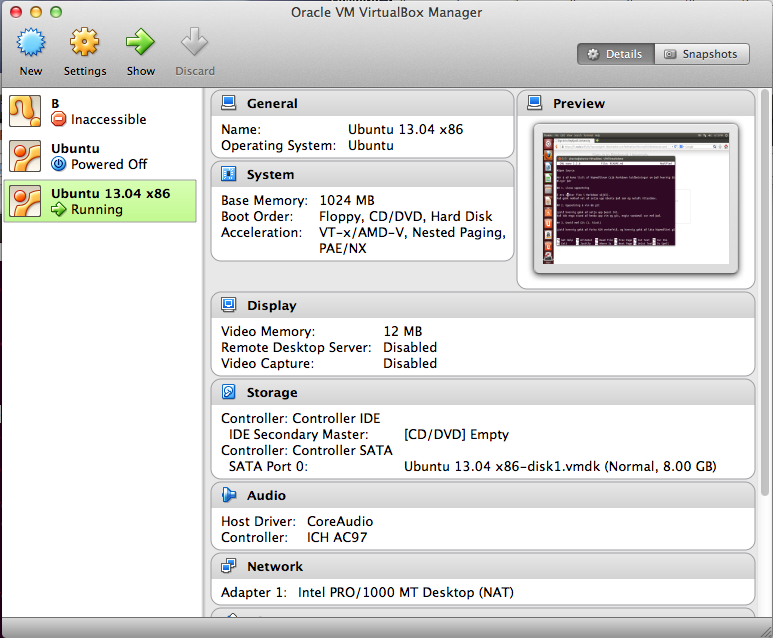 Oracle VM VirtualBox Manager
New Settings Show Discard
Details Snapshots
B
Inaccessible
Ubuntu
Powered Off
Ubuntu 13.04 x86
Running
General
Name: Ubuntu 13.04 x86
Operating System: Ubuntu
System
Base Memory: 1024 MB
Boot Order: Floppy, CD/DVD, Hard Disk
Acceleration: VT-x/AMD-V, Nested Paging,
PAE/NX
Preview
Display
Video Memory: 12 MB
Remote Desktop Server: Disabled
Video Capture: Disabled
Storage
Controller: Controller IDE
IDE Secondary Master: [CD/DVD] Empty
Controller: Controller SATA
SATA Port 0: Ubuntu 13.04 x86-disk1.vmdk (Normal, 8.00 GB)
Audio
Host Driver: CoreAudio
Controller: ICH AC97
Network
Adapter 1: Intel PRO/1000 MT Desktop (NAT)